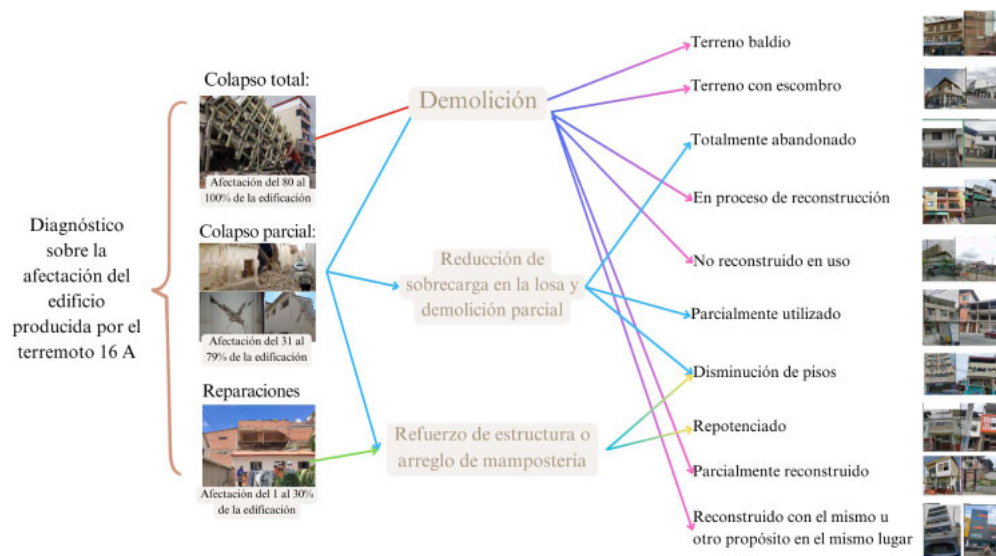 Diagnóstico
sobre la
afectación del
edificio
producida por el
terremoto 16 A
Colapso total:
Afectación del 80 al
100% de la edificación
Colapso parcial:
Afectación del 31 al
79% de la edificación
Reparaciones
Afectación del 1 al 30%
de la edificación
Demolición
Reducción de
sobrecarga en la losa y
demolición parcial
Refuerzo de estructura o
arreglo de mampostería
Terreno baldio
Terreno con escombro
Totalmente abandonado
En proceso de reconstrucción
No reconstruido en uso
Parcialmente utilizado
Disminución de pisos
Repotenciado
Parcialmente reconstruido
Reconstruido con el mismo u
otro propósito en el mismo lugar